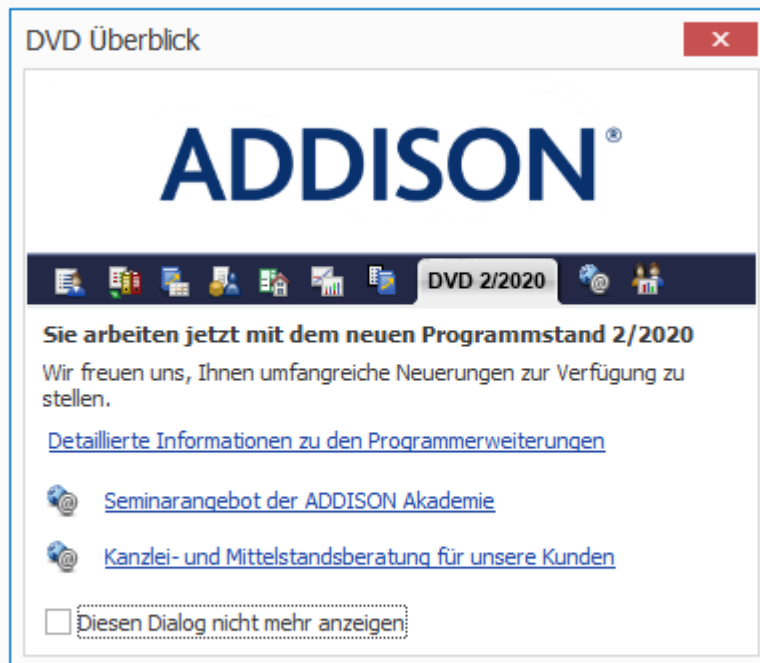 DVD Überblick
ADDISON®
DVD 2/2020
Sie arbeiten jetzt mit dem neuen Programmstand 2/2020
Wir freuen uns, Ihnen umfangreiche Neuerungen zur Verfügung zu
stellen.
Detaillierte Informationen zu den Programmerweiterungen
Seminarangebot der ADDISON Akademie
Kanzlei- und Mittelstandsberatung für unsere Kunden
Diesen Dialog nicht mehr anzeigen